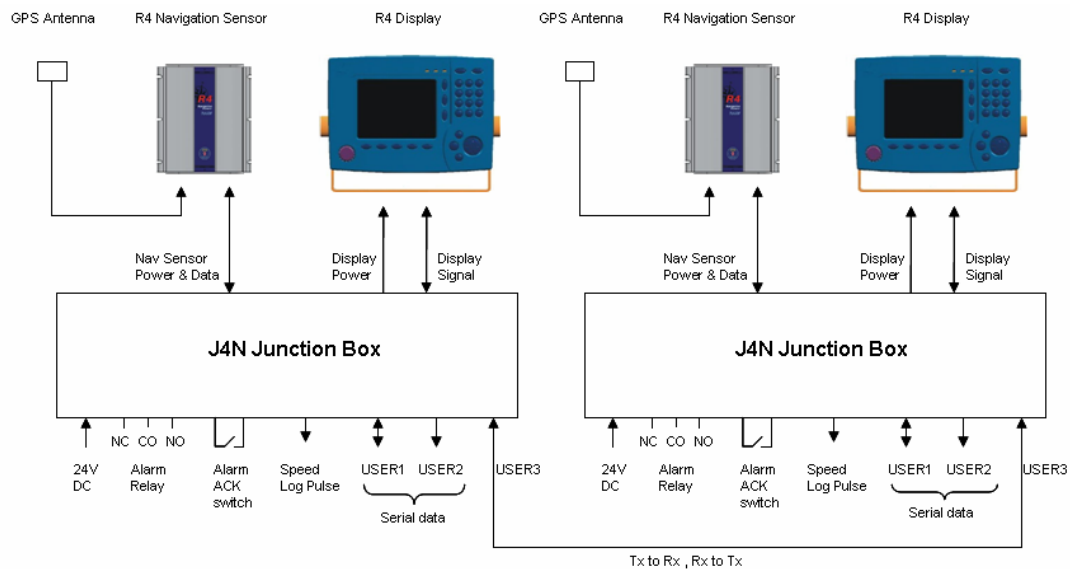 GPS Antenna
R4 Navigation Sensor
R4 Display
GPS Antenna
R4 Navigation Sensor
R4 Display
R4
R4
Nav Sensor
Power & Data
Display
Power
Display
Signal
Nav Sensor
Power & Data
Display
Power
Display
Signal
J4N Junction Box
J4N Junction Box
NC CO NO
NC CO NO
24V
DC
Alarm
Relay
Alarm
ACK
switch
Speed
Log Pulse
USER1
USER2
USER3
Serial data
24V
DC
Alarm
Relay
Alarm
ACK
switch
Speed
Log Pulse
USER1
USER2
USER3
Serial data
Tx to Rx , Rx to Tx